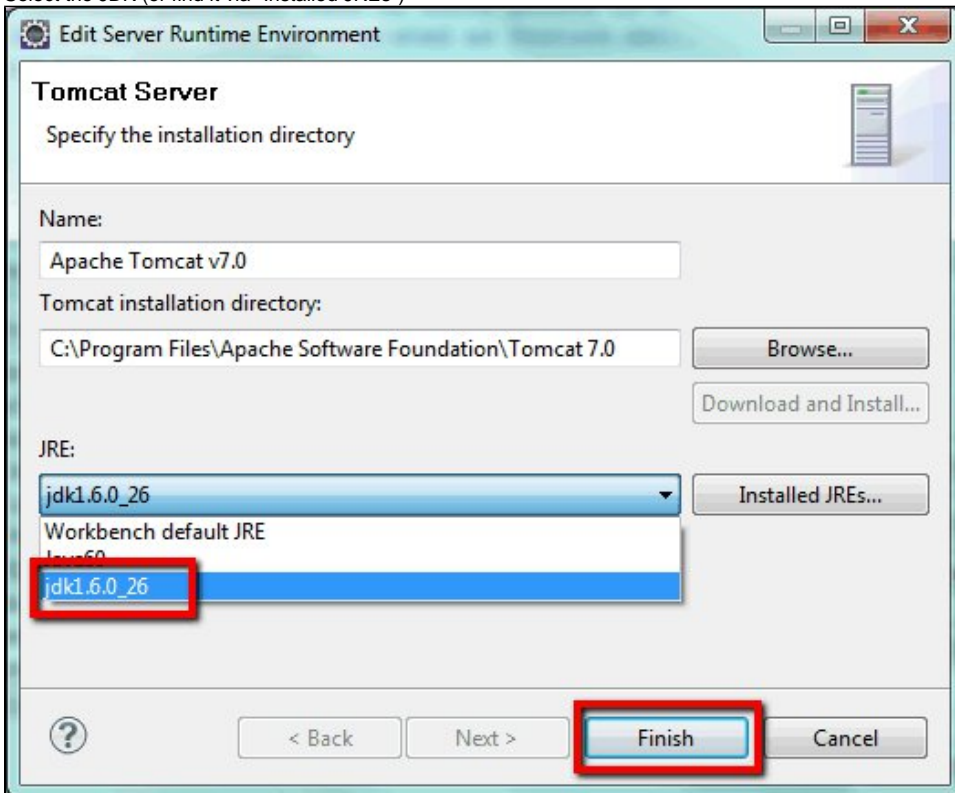 Edit Server Runtime Environment
Tomcat Server
Specify the installation directory
Name:
Apache Tomcat v7.0
Tomcat installation directory:
C:\Program Files\Apache Software Foundation\Tomcat 7.0 Browse...
Download and Install...
JRE:
jdk1.6.0_26 Installed JREs...
Workbench default JRE
jdk1.6.0_26
? < Back Next > Finish Cancel